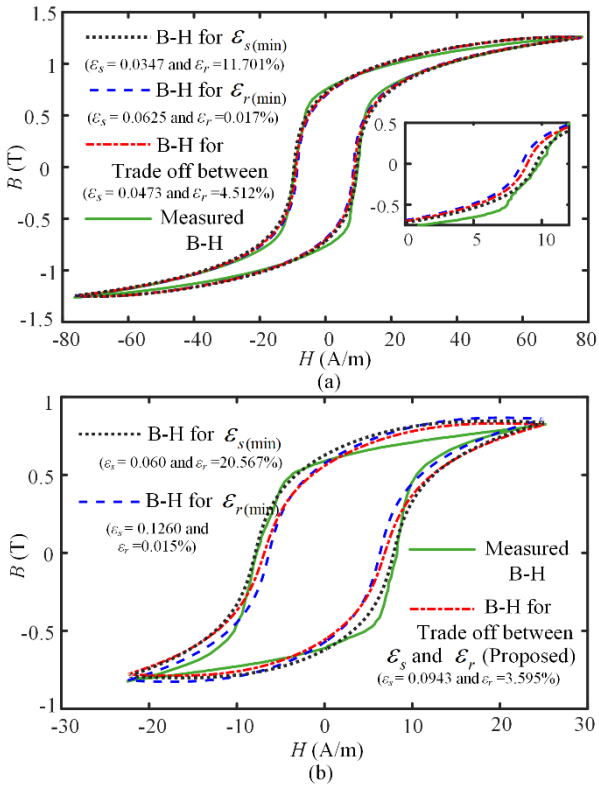 1.5
1
0.5
0
-0.5
-1
-1.5
B (T)
B-H for εs(min)
(εs = 0.0347 and εr =11.701%)
B-H for εr(min)
(εs = 0.0625 and εr =0.017%)
B-H for
Trade off between
(εs = 0.0473 and εr =4.512%)
Measured
B-H
0.5
0
-0.5
0 5 10
-80 -60 -40 -20 0 20 40 60 80
H (A/m)
(a)
1
0.5
0
-0.5
-1
B (T)
B-H for εs(min)
(εs = 0.060 and εr =20.567%)
B-H for εr(min)
(εs = 0.1260 and
εr =0.015%)
Measured
B-H
B-H for
Trade off between
εs and εr (Proposed)
(εs = 0.0943 and εr =3.595%)
-30 -20 -10 0 10 20 30
H (A/m)
(b)